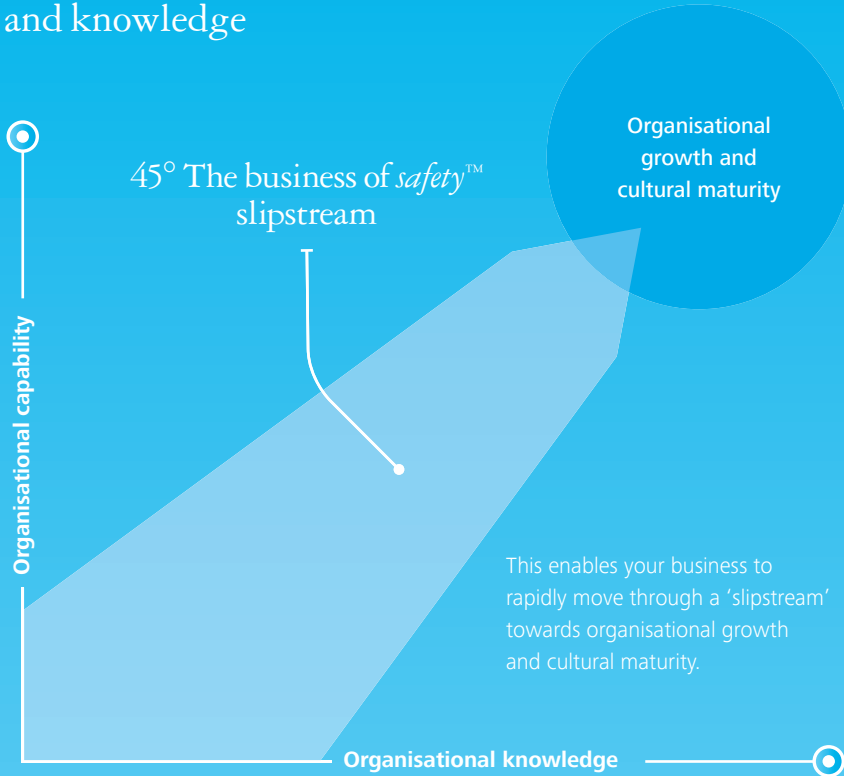 and knowledge
45° The business of safety™
slipstream
Organisational
growth and
cultural maturity
Organisational capability
This enables your business to
rapidly move through a ‘slipstream’
towards organisational growth
and cultural maturity.
Organisational knowledge